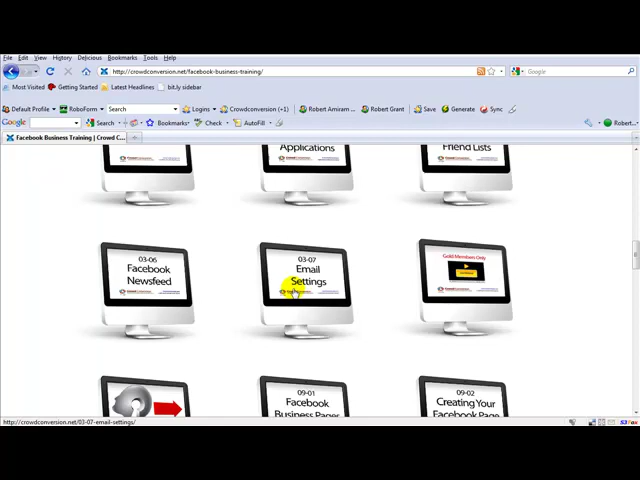 File Edit View History Delicious Bookmarks Tools Help
http://crowdconversion.net/facebook-business-training/
Google
Most Visited Getting Started Latest Headlines bit.ly sidebar
Default Profile RoboForm Search Logins Crowdconversion (+1) Robert Amiram ... Robert Grant Save Generate Sync
Google Search Bookmarks Check AutoFill Robert...
Facebook Business Training | Crowd C...
Applications
Friend Lists
03-06
Facebook
Newsfeed
03-07
Email
Settings
Gold Members Only
09-01
Facebook
Business Pages
09-02
Creating Your
Facebook Page
http://crowdconversion.net/03-07-email-settings/